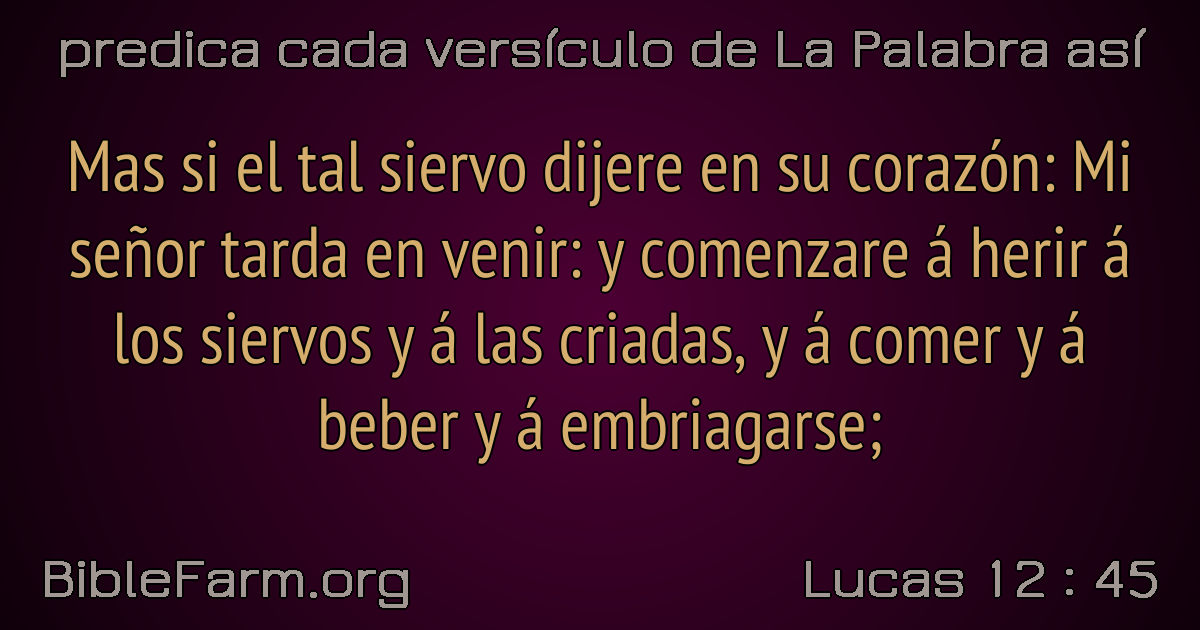 predica cada versículo de La Palabra así
Mas si el tal siervo dijere en su corazón: Mi
señor tarda en venir: y comenzare á herir á
los siervos y á las criadas, y á comer y á
beber y á embriagarse;
BibleFarm.org
Lucas 12 : 45